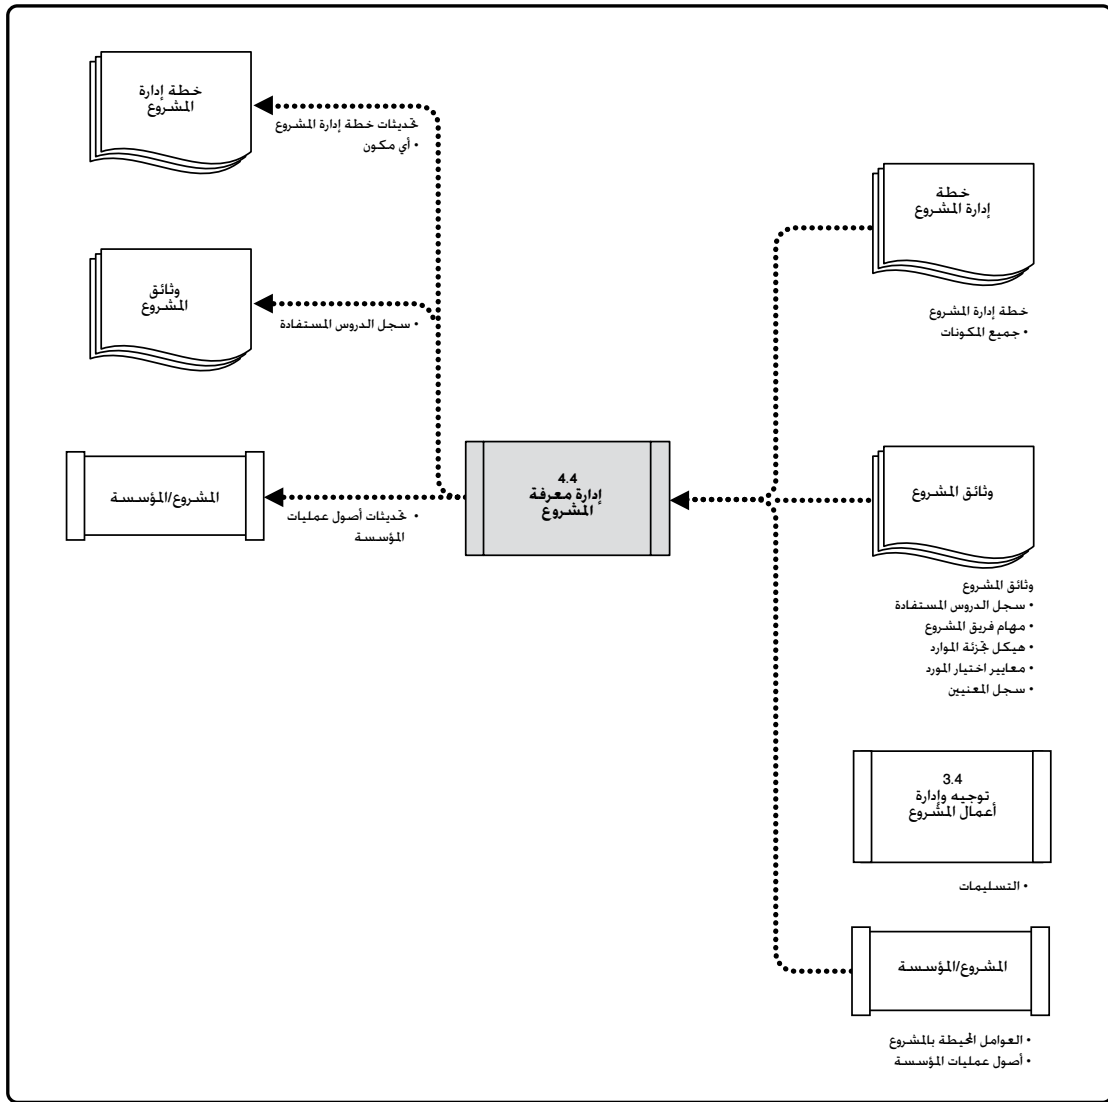 خطة
إدارة المشروع
خطة إدارة المشروع
• جميع المكونات
وثائق المشروع
وثائق المشروع
• سجل الدروس المستفادة
• مهام فريق المشروع
• هيكل تجزئة الموارد
• معايير اختيار المورد
• سجل المعنيين
3.4
توجيه وإدارة
أعمال المشروع
• التسليمات
المشروع/المؤسسة
• العوامل المحيطة بالمشروع
• أصول عمليات المؤسسة
4.4
إدارة معرفة
المشروع
خطة إدارة
المشروع
تحديثات خطة إدارة المشروع
• أي مكون
وثائق
المشروع
• سجل الدروس المستفادة
المشروع/المؤسسة
• تحديثات أصول عمليات
المؤسسة